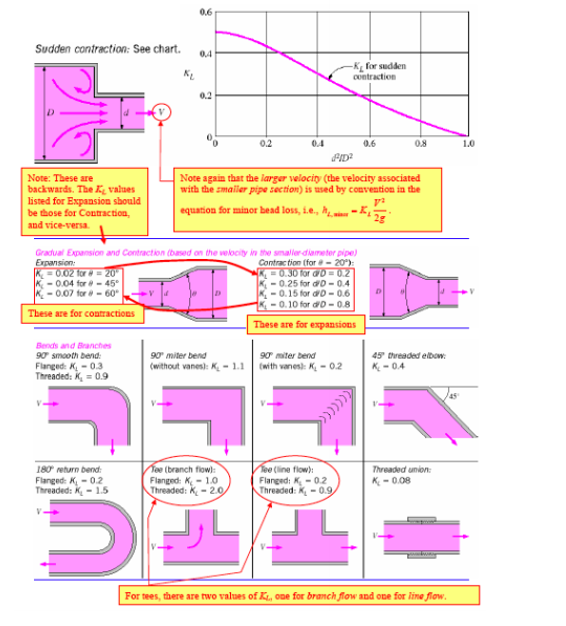 Sudden contraction: See chart.
0.6
0.4
0.2
0
K_L
K_L for sudden
contraction
0
0.2
0.4
0.6
0.8
1.0
d²/D²
D
d
V
Note: These are
backwards. The K_L values
listed for Expansion should
be those for Contraction,
and vice-versa.
Note again that the larger velocity (the velocity associated
with the smaller pipe section) is used by convention in the
equation for minor head loss, i.e., h_L, minor = K_L V²/2g.
Gradual Expansion and Contraction (based on the velocity in the smaller-diameter pipe)
Expansion:
K_L = 0.02 for θ = 20°
K_L = 0.04 for θ = 45°
K_L = 0.07 for θ = 60°
V
d
θ
D
Contraction (for θ = 20°):
K_L = 0.30 for d/D = 0.2
K_L = 0.25 for d/D = 0.4
K_L = 0.15 for d/D = 0.6
K_L = 0.10 for d/D = 0.8
D
θ
d
V
These are for contractions
These are for expansions
Bends and Branches
90° smooth bend:
Flanged: K_L = 0.3
Threaded: K_L = 0.9
V
90° miter bend
(without vanes): K_L = 1.1
V
90° miter bend
(with vanes): K_L = 0.2
V
45° threaded elbow:
K_L = 0.4
V
45°
180° return bend:
Flanged: K_L = 0.2
Threaded: K_L = 1.5
V
Tee (branch flow):
Flanged: K_L = 1.0
Threaded: K_L = 2.0
V
Tee (line flow):
Flanged: K_L = 0.2
Threaded: K_L = 0.9
V
Threaded union:
K_L = 0.08
V
For tees, there are two values of K_L, one for branch flow and one for line flow.